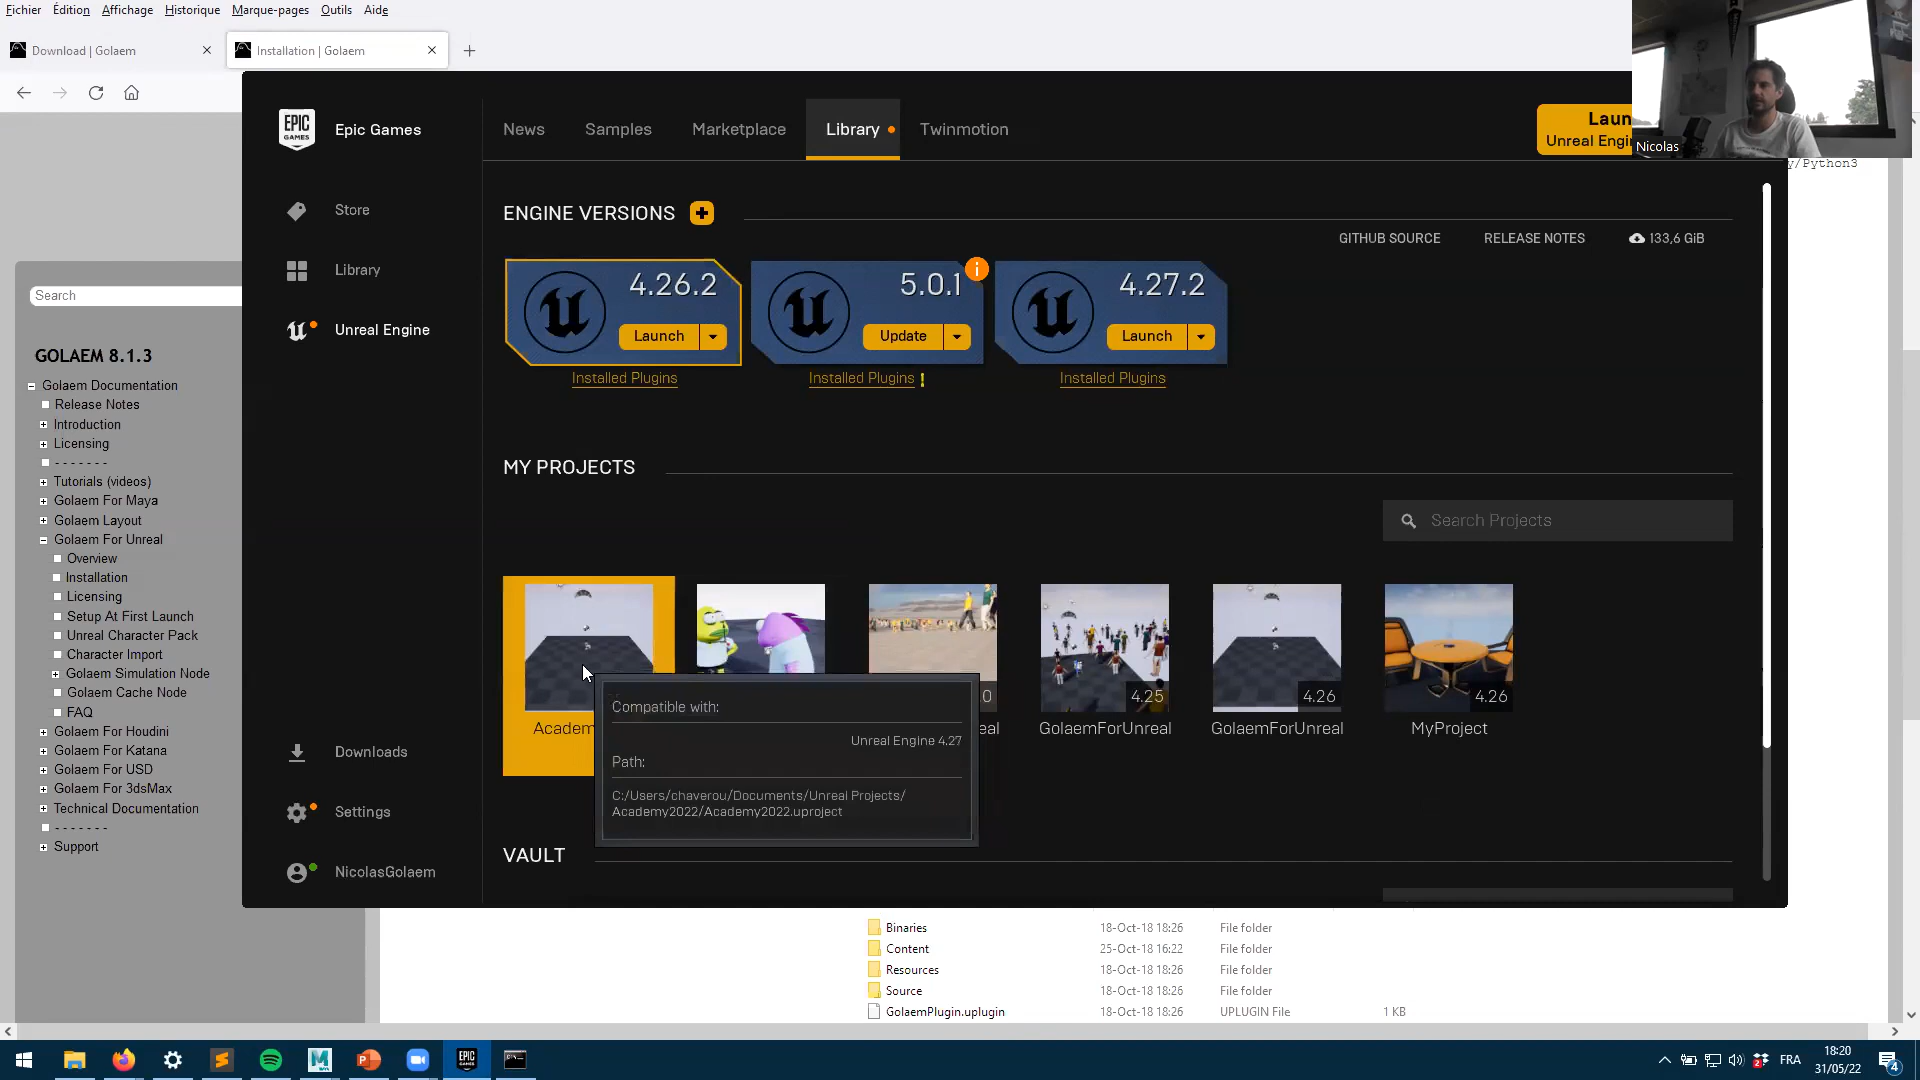 Fichier Édition Affichage Historique Marque-pages Outils Aide
Download | Golaem
Installation | Golaem
Nicolas
y/Python3
EPIC GAMES
Epic Games
News
Samples
Marketplace
Library
Twinmotion
Store
Library
Unreal Engine
Downloads
Settings
NicolasGolaem
ENGINE VERSIONS
GITHUB SOURCE
RELEASE NOTES
133,6 GiB
4.26.2
Launch
Installed Plugins
5.0.1
Update
Installed Plugins !
4.27.2
Launch
Installed Plugins
MY PROJECTS
Search Projects
4.25
GolaemForUnreal
4.26
GolaemForUnreal
4.26
MyProject
Compatible with:
Unreal Engine 4.27
Path:
C:/Users/chaverou/Documents/Unreal Projects/
Academy2022/Academy2022.uproject
VAULT
Search
GOLAEM 8.1.3
Golaem Documentation
Release Notes
Introduction
Licensing
- - - - - - -
Tutorials (videos)
Golaem For Maya
Golaem Layout
Golaem For Unreal
Overview
Installation
Licensing
Setup At First Launch
Unreal Character Pack
Character Import
Golaem Simulation Node
Golaem Cache Node
FAQ
Golaem For Houdini
Golaem For Katana
Golaem For USD
Golaem For 3dsMax
Technical Documentation
- - - - - - -
Support
Binaries 18-Oct-18 18:26 File folder
Content 25-Oct-18 16:22 File folder
Resources 18-Oct-18 18:26 File folder
Source 18-Oct-18 18:26 File folder
GolaemPlugin.uplugin 18-Oct-18 18:26 UPLUGIN File 1 KB
FRA
18:20
31/05/22
4